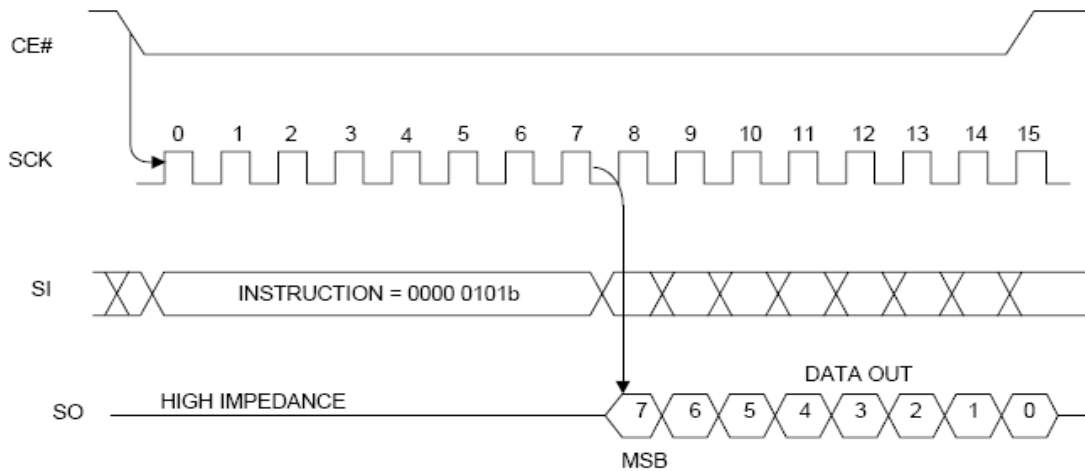 CE#
0 1 2 3 4 5 6 7 8 9 10 11 12 13 14 15
SCK
SI INSTRUCTION = 0000 0101b
DATA OUT
HIGH IMPEDANCE
SO 7 6 5 4 3 2 1 0
MSB